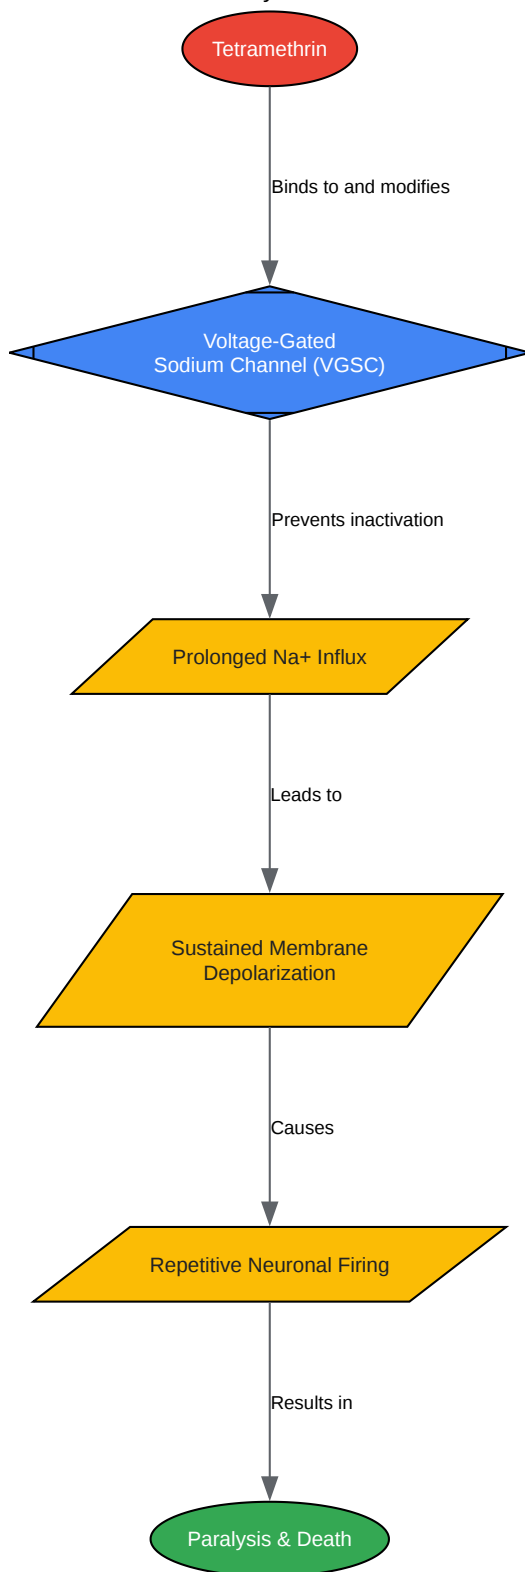 Tetramethrin
Binds to and modifies
Voltage-Gated
Sodium Channel (VGSC)
Prevents inactivation
Prolonged Na+ Influx
Leads to
Sustained Membrane
Depolarization
Causes
Repetitive Neuronal Firing
Results in
Paralysis & Death